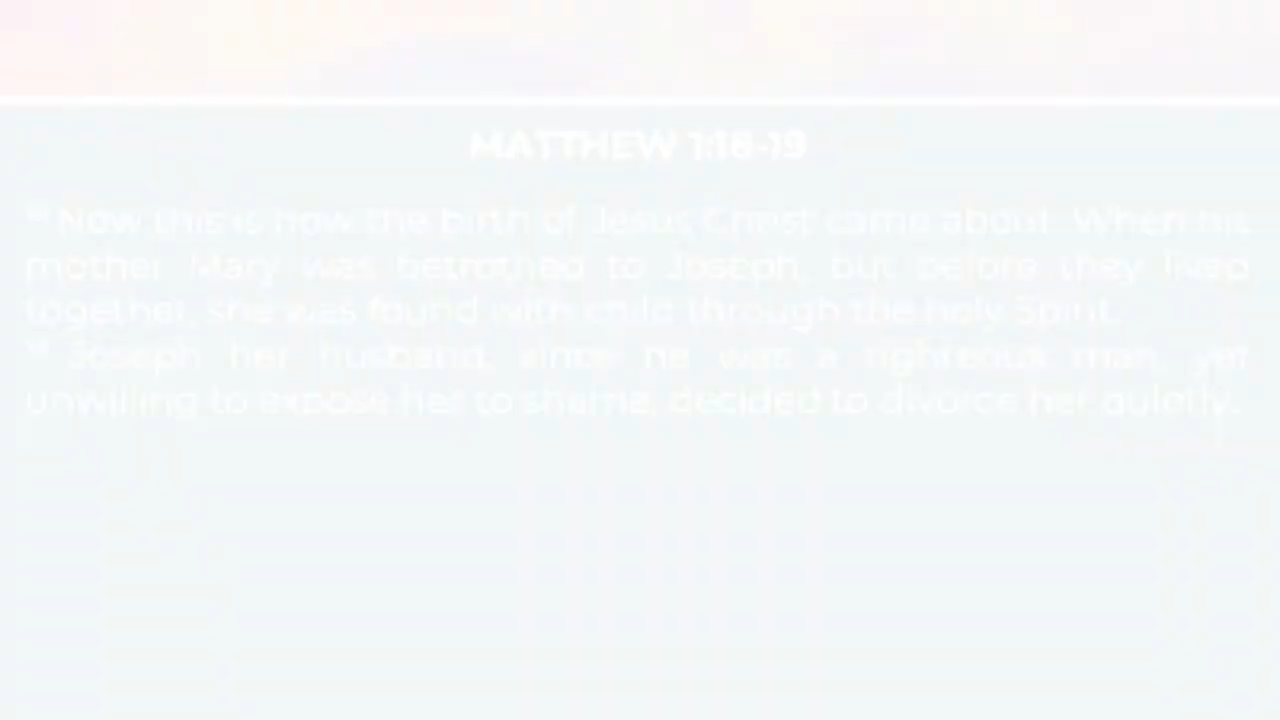 MATTHEW 1:18-19
18 Now this is how the birth of Jesus Christ came about. When his
mother Mary was betrothed to Joseph, but before they lived
together, she was found with child through the holy Spirit.
19 Joseph her husband, since he was a righteous man, yet
unwilling to expose her to shame, decided to divorce her quietly.